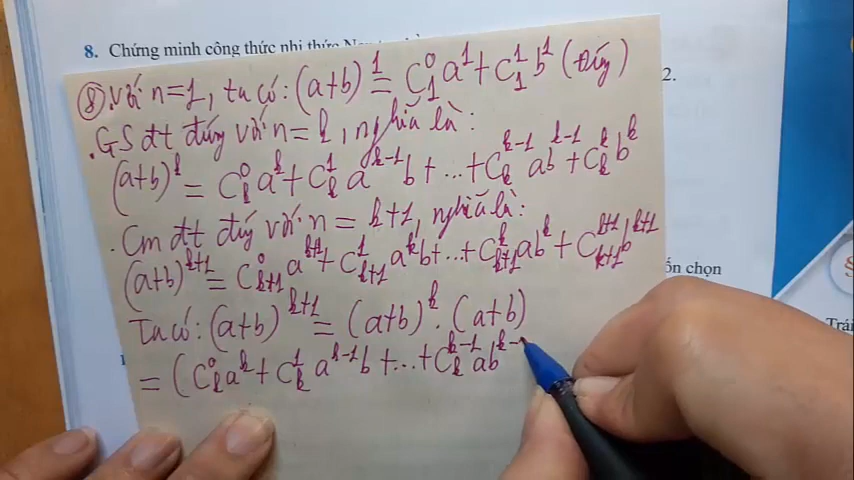 8. Chứng minh công thức nhị thức
⑧ Với n=1, ta có: (a+b)^1 = C_1^0 a^1 + C_1^1 b^1 (Đúng)
. GS đt đúng với n = k, nghĩa là:
(a+b)^k = C_k^0 a^k + C_k^1 a^{k-1} b + ... + C_k^{k-1} ab^{k-1} + C_k^k b^k
. Cm đt đúng với n = k+1, nghĩa là:
(a+b)^{k+1} = C_{k+1}^0 a^{k+1} + C_{k+1}^1 a^k b + ... + C_{k+1}^k ab^k + C_{k+1}^{k+1} b^{k+1}
Ta có: (a+b)^{k+1} = (a+b)^k . (a+b)
= (C_k^0 a^k + C_k^1 a^{k-1} b + ... + C_k^{k-1} ab^{k-
2.
ồn chọn
Trái